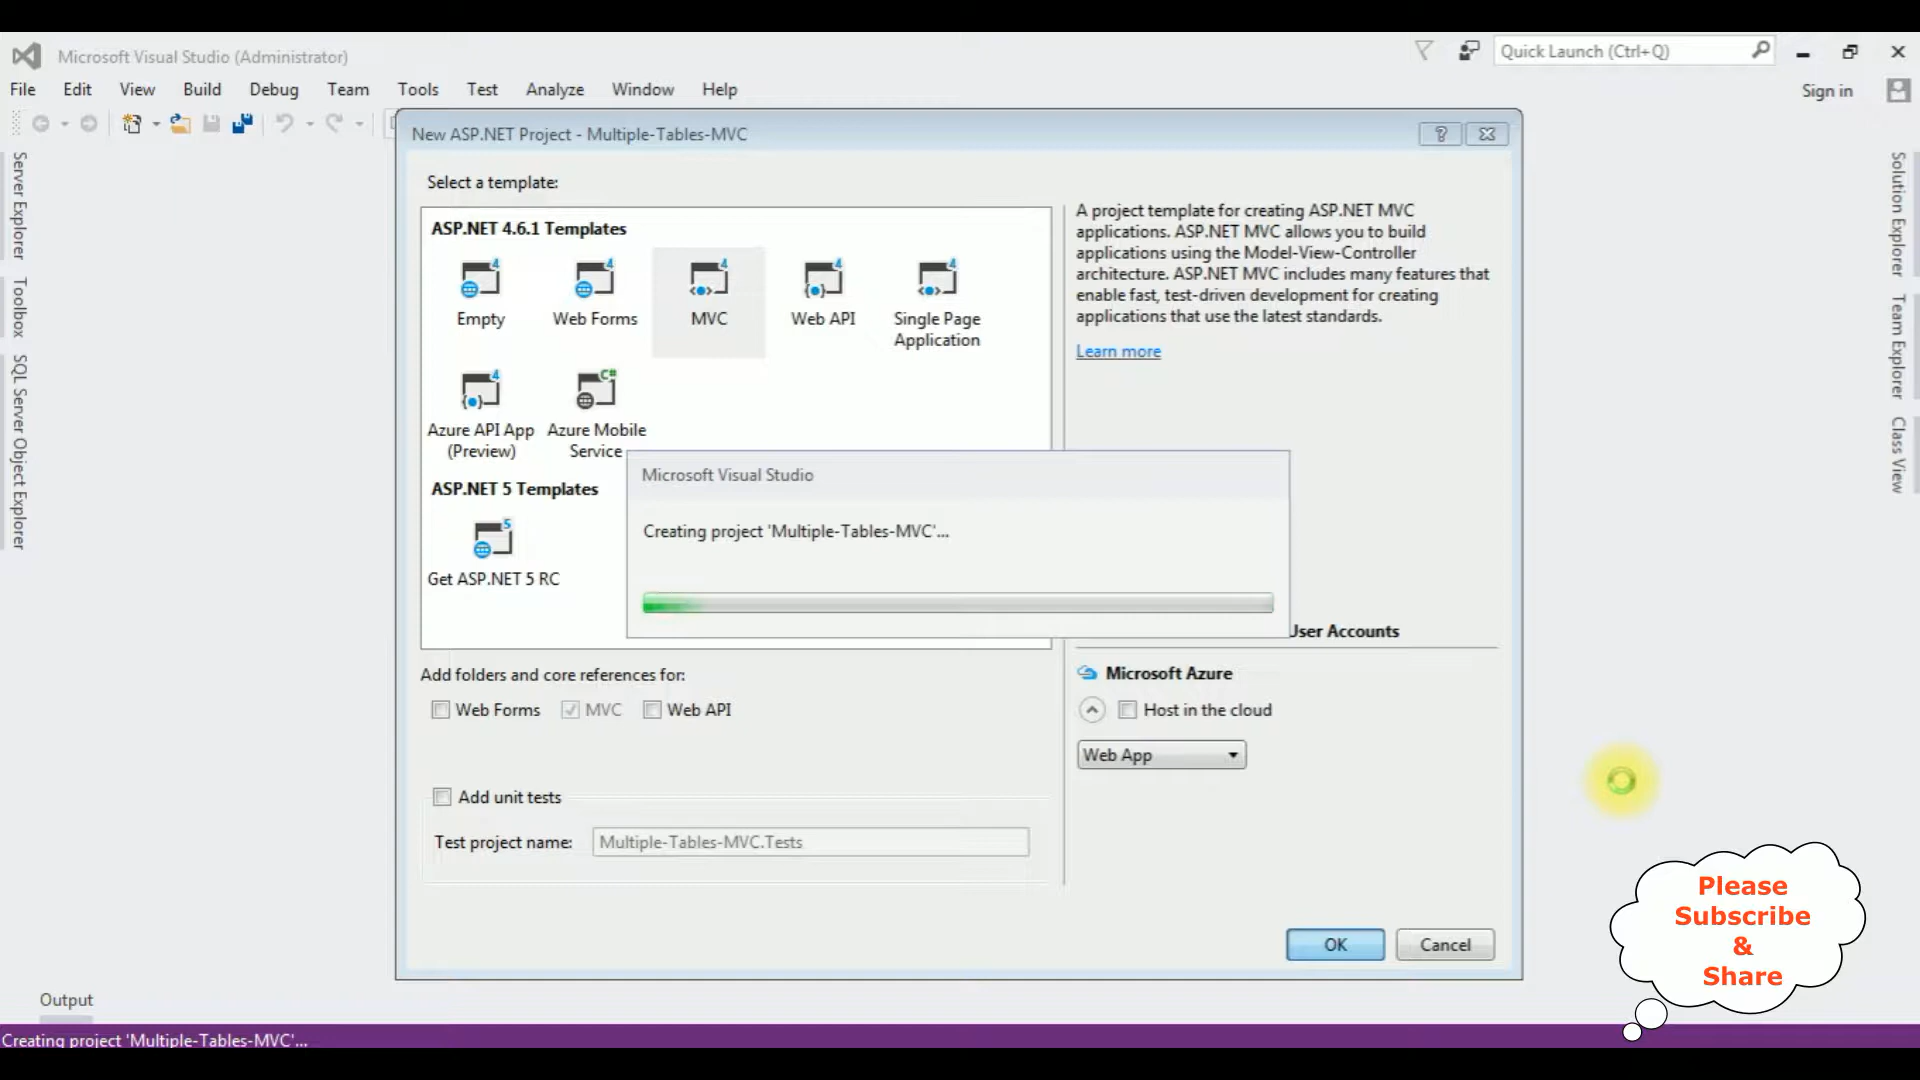 Microsoft Visual Studio (Administrator)
Quick Launch (Ctrl+Q)
File Edit View Build Debug Team Tools Test Analyze Window Help
Sign in
Server Explorer
Toolbox
SQL Server Object Explorer
New ASP.NET Project - Multiple-Tables-MVC
Select a template:
ASP.NET 4.6.1 Templates
4 4 4 4 4
Empty Web Forms MVC Web API Single Page
Application
4 C#
Azure API App Azure Mobile
(Preview) Service
ASP.NET 5 Templates
5
Get ASP.NET 5 RC
A project template for creating ASP.NET MVC
applications. ASP.NET MVC allows you to build
applications using the Model-View-Controller
architecture. ASP.NET MVC includes many features that
enable fast, test-driven development for creating
applications that use the latest standards.
Learn more
Microsoft Visual Studio
Creating project 'Multiple-Tables-MVC'...
User Accounts
Add folders and core references for:
Web Forms MVC Web API
Microsoft Azure
Host in the cloud
Web App
Add unit tests
Test project name: Multiple-Tables-MVC.Tests
OK Cancel
Solution Explorer
Team Explorer
Class View
Please
Subscribe
&
Share
Output
Creating project 'Multiple-Tables-MVC'...